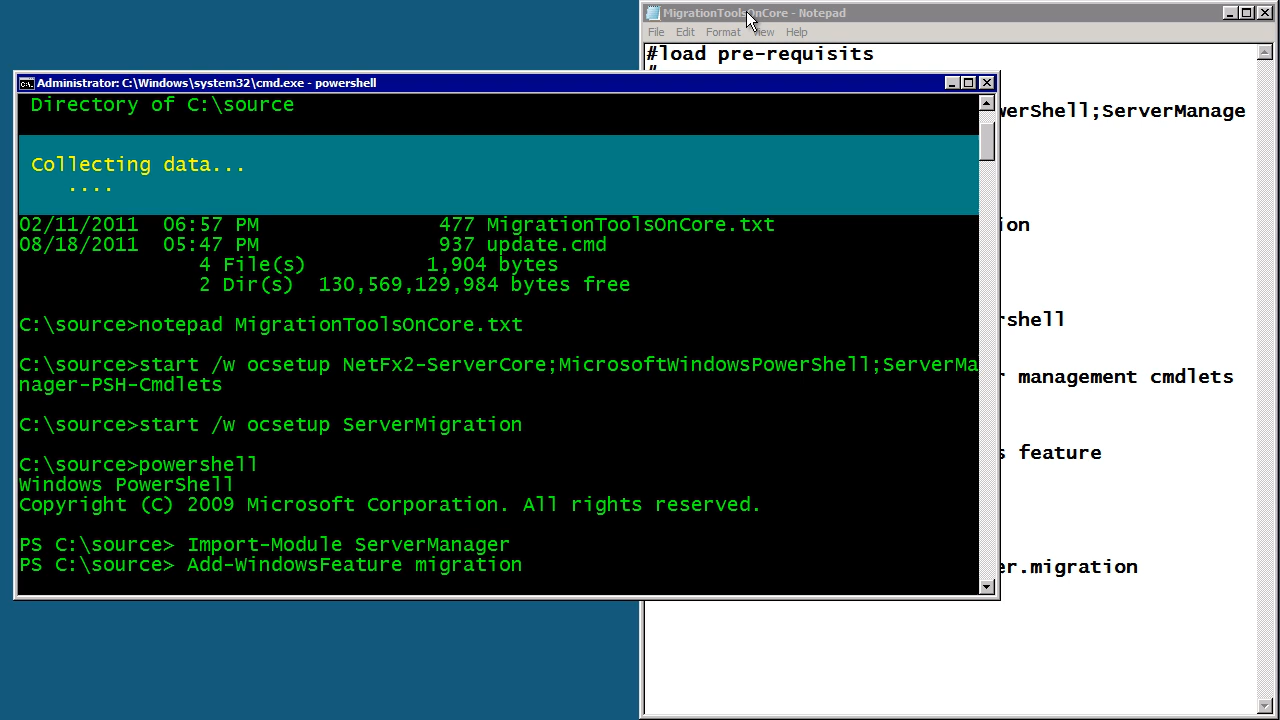 MigrationToolsOnCore - Notepad
File Edit Format View Help
#load pre-requisits
#
Administrator: C:\Windows\system32\cmd.exe - powershell
Directory of C:\source
Collecting data...
....
02/11/2011 06:57 PM 477 MigrationToolsOnCore.txt
08/18/2011 05:47 PM 937 update.cmd
4 File(s) 1,904 bytes
2 Dir(s) 130,569,129,984 bytes free
C:\source>notepad MigrationToolsOnCore.txt
C:\source>start /w ocsetup NetFx2-ServerCore;MicrosoftWindowsPowerShell;ServerMa
nager-PSH-Cmdlets
C:\source>start /w ocsetup ServerMigration
C:\source>powershell
Windows PowerShell
Copyright (C) 2009 Microsoft Corporation. All rights reserved.
PS C:\source> Import-Module ServerManager
PS C:\source> Add-WindowsFeature migration
werShell;ServerManage
ion
rshell
r management cmdlets
s feature
er.migration